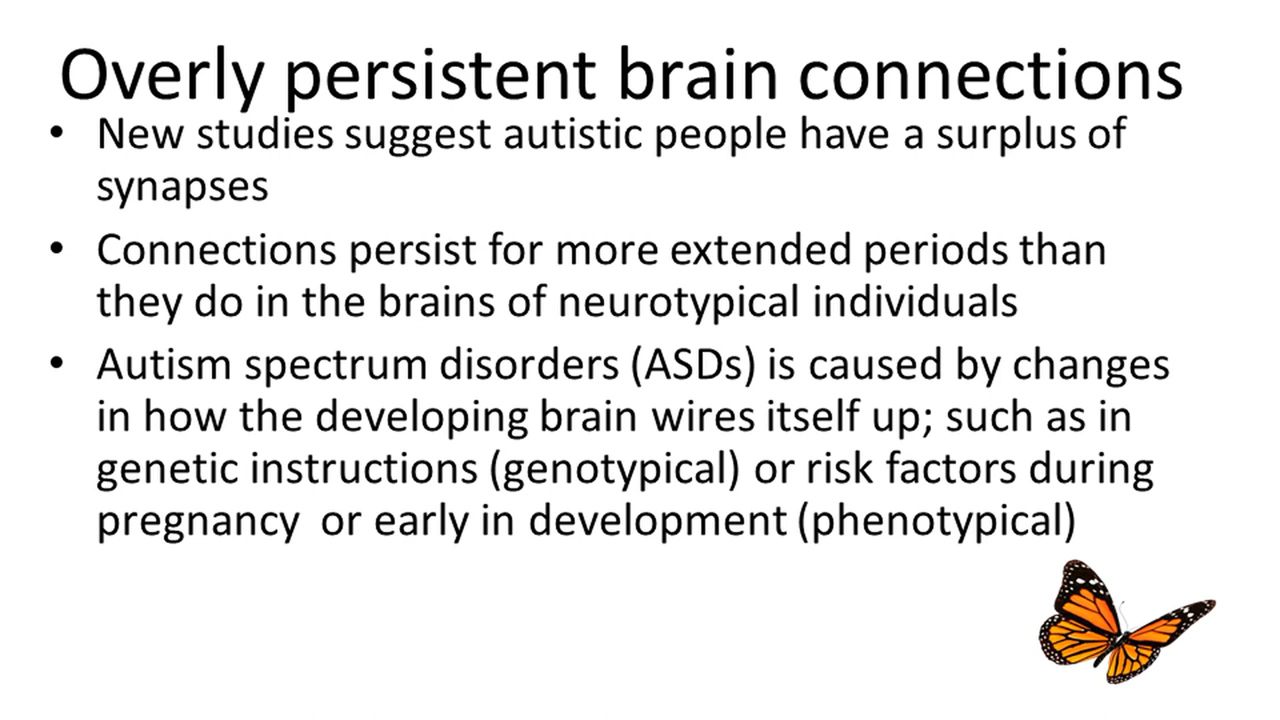 Overly persistent brain connections
• New studies suggest autistic people have a surplus of
synapses
• Connections persist for more extended periods than
they do in the brains of neurotypical individuals
• Autism spectrum disorders (ASDs) is caused by changes
in how the developing brain wires itself up; such as in
genetic instructions (genotypical) or risk factors during
pregnancy  or early in development (phenotypical)